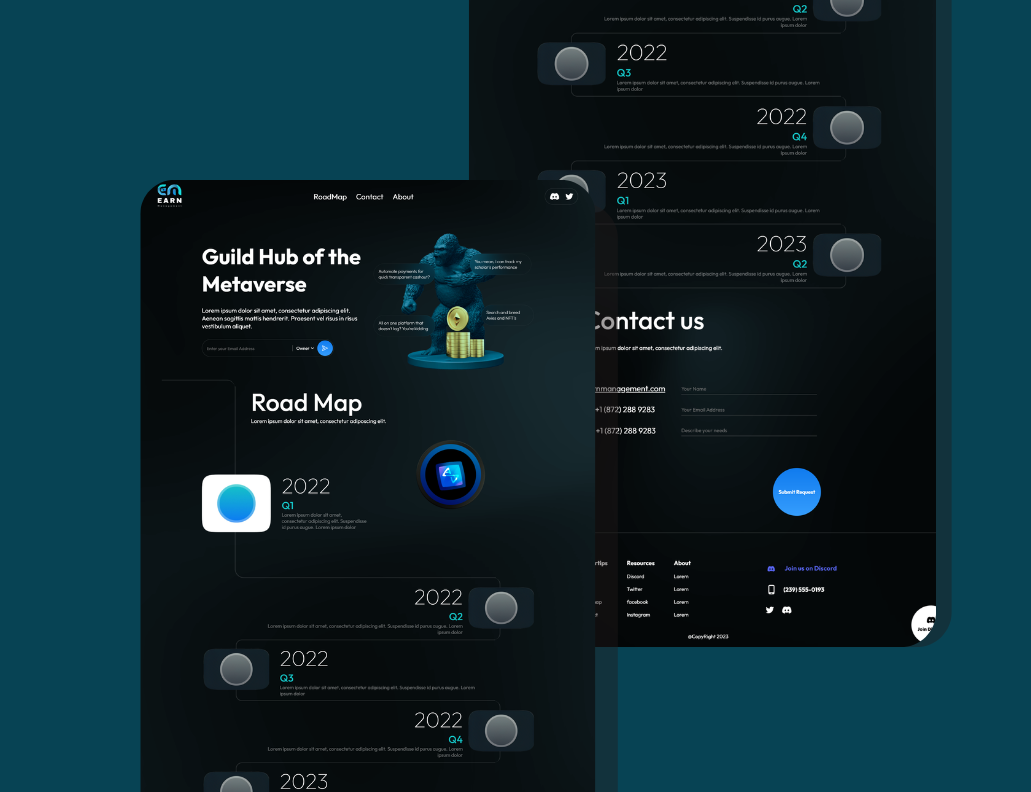 EARN
RoadMap Contact About
Guild Hub of the
Metaverse
Lorem ipsum dolor sit amet, consectetur adipiscing elit.
Aenean sagittis mattis hendrerit. Praesent vel risus in risus
vestibulum aliquet.
Enter your Email Address Owner
Automate payments for
quick transparent cashout?
You mean, I can track my
scholar's performance
Search and breed
Axies and NFTs
All on one platform that
doesn't lag? You're kidding
Road Map
Lorem ipsum dolor sit amet, consectetur adipiscing elit.
2022
Q1
Lorem ipsum dolor sit amet,
consectetur adipiscing elit. Suspendisse
id purus augue. Lorem ipsum dolor
2022
Q2
Lorem ipsum dolor sit amet, consectetur adipiscing elit. Suspendisse id purus augue. Lorem
ipsum dolor
2022
Q3
Lorem ipsum dolor sit amet, consectetur adipiscing elit. Suspendisse id purus augue. Lorem
ipsum dolor
2022
Q4
Lorem ipsum dolor sit amet, consectetur adipiscing elit. Suspendisse id purus augue. Lorem
ipsum dolor
2023
Q2
Lorem ipsum dolor sit amet, consectetur adipiscing elit. Suspendisse id purus augue. Lorem
ipsum dolor
2022
Q3
Lorem ipsum dolor sit amet, consectetur adipiscing elit. Suspendisse id purus augue. Lorem
ipsum dolor
2022
Q4
Lorem ipsum dolor sit amet, consectetur adipiscing elit. Suspendisse id purus augue. Lorem
ipsum dolor
2023
Q1
Lorem ipsum dolor sit amet, consectetur adipiscing elit. Suspendisse id purus augue. Lorem
ipsum dolor
2023
Q2
Lorem ipsum dolor sit amet, consectetur adipiscing elit. Suspendisse id purus augue. Lorem
ipsum dolor
Contact us
ipsum dolor sit amet, consectetur adipiscing elit.
management.com
+1 (872) 288 9283
+1 (872) 288 9283
Your Name
Your Email Address
Describe your needs
Submit Request
Resources About
Discord Lorem
Twitter Lorem
facebook Lorem
Instagram Lorem
Join us on Discord
(239) 555-0193
Join
©CopyRight 2023